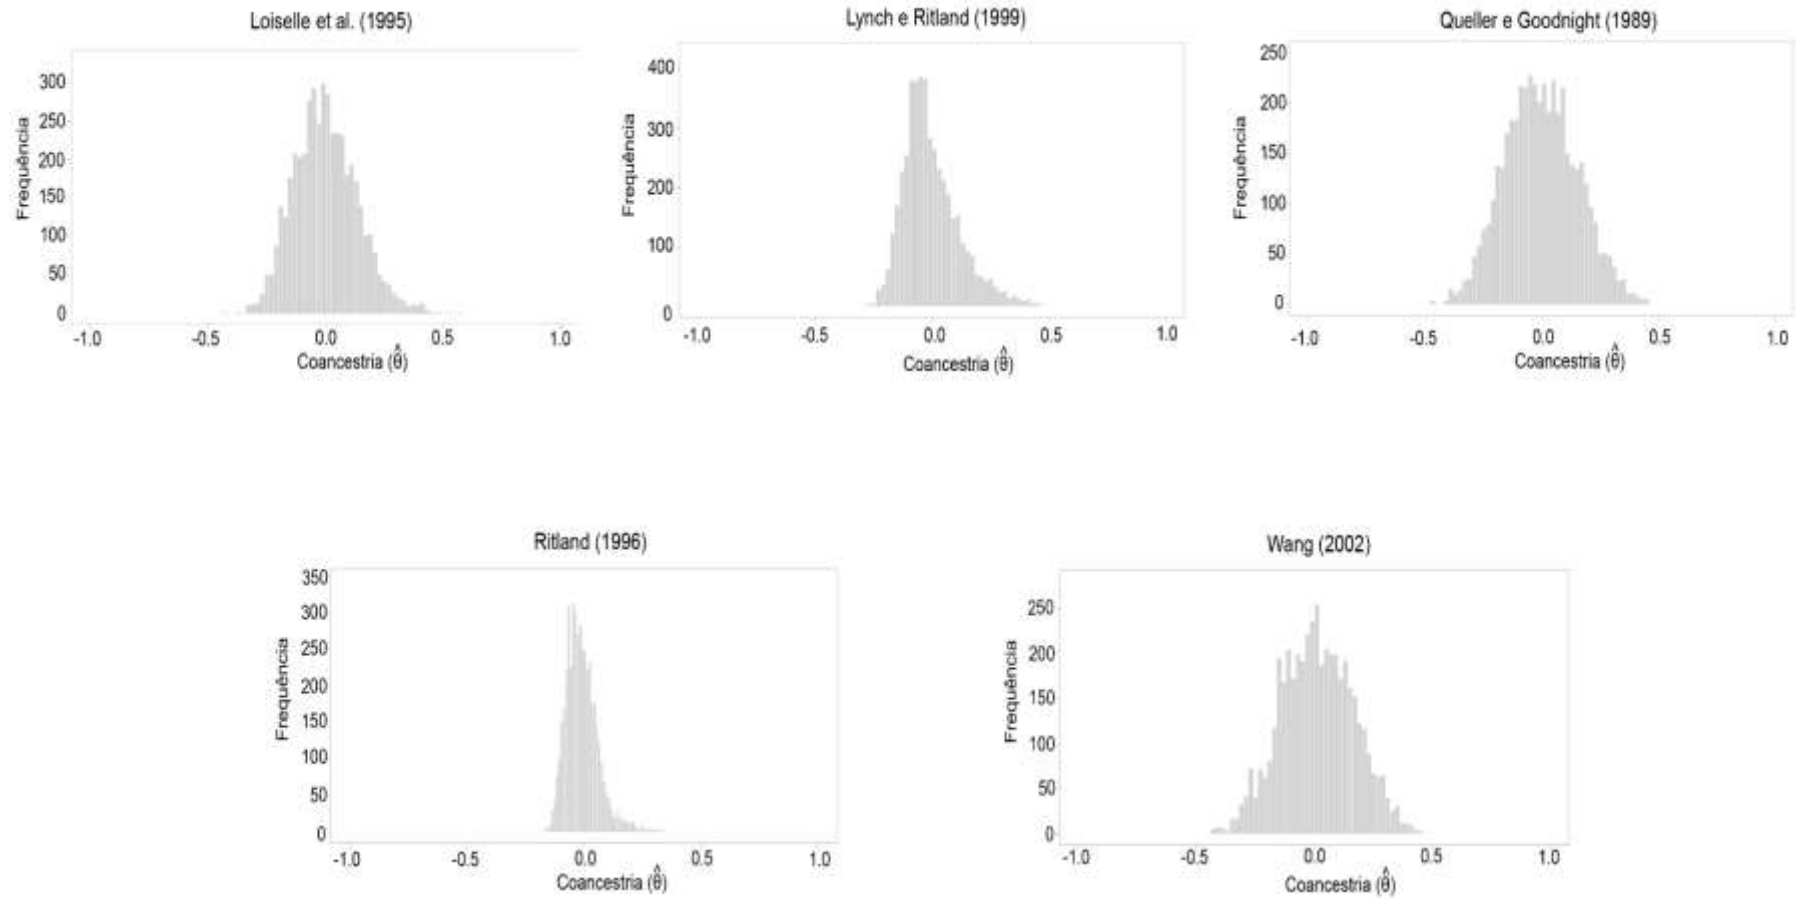 Loiselle et al. (1995)
300
250
200
150
100
50
0
Frequência
-1.0 -0.5 0.0 0.5 1.0
Coancestria (θ̂)
Lynch e Ritland (1999)
400
300
200
100
0
Frequência
-1.0 -0.5 0.0 0.5 1.0
Coancestria (θ̂)
Queller e Goodnight (1989)
250
200
150
100
50
0
Frequência
-1.0 -0.5 0.0 0.5 1.0
Coancestria (θ̂)
Ritland (1996)
350
300
250
200
150
100
50
0
Frequência
-1.0 -0.5 0.0 0.5 1.0
Coancestria (θ̂)
Wang (2002)
250
200
150
100
50
0
Frequência
-1.0 -0.5 0.0 0.5 1.0
Coancestria (θ̂)